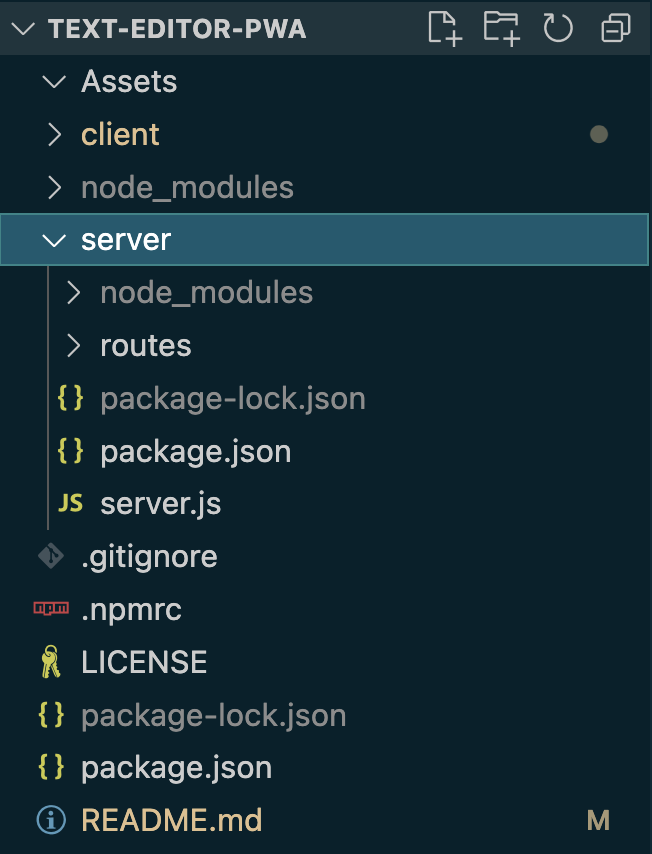 TEXT-EDITOR-PWA
Assets
client
node_modules
server
node_modules
routes
{} package-lock.json
{} package.json
JS server.js
.gitignore
npm .npmrc
LICENSE
{} package-lock.json
{} package.json
README.md M